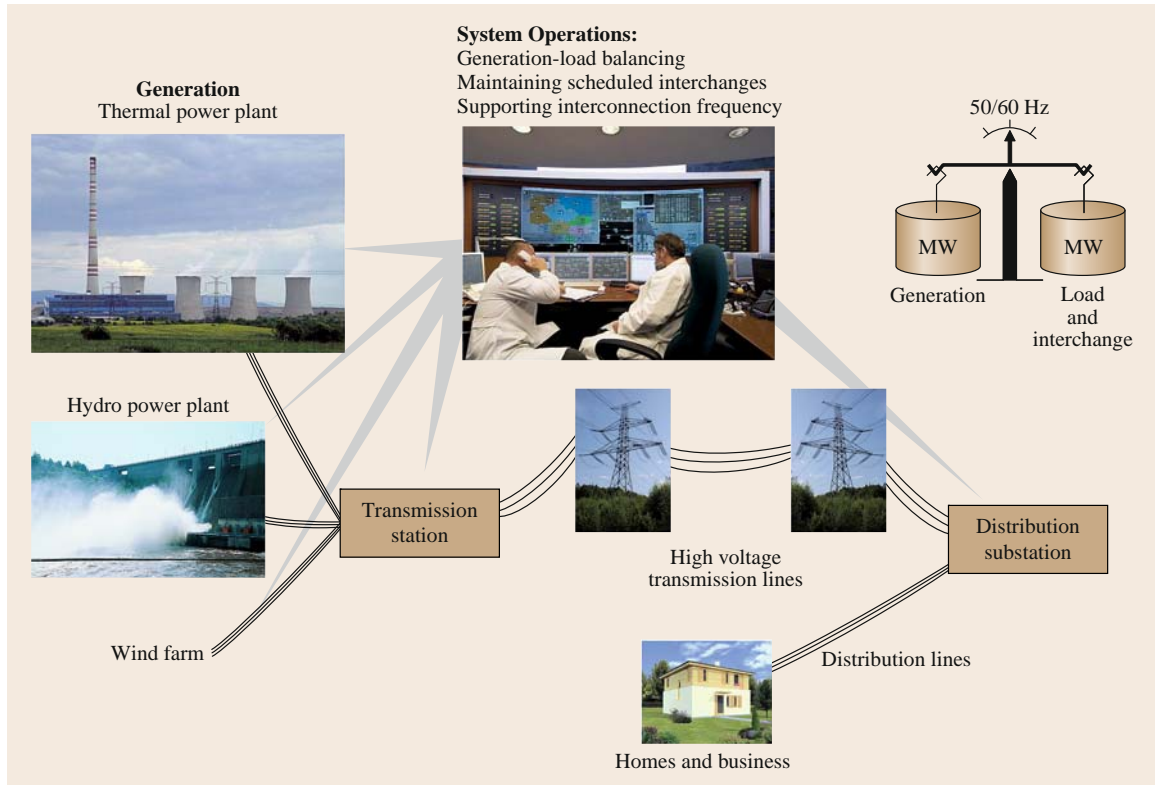 System Operations:
Generation-load balancing
Maintaining scheduled interchanges
Supporting interconnection frequency
Generation
Thermal power plant
50/60 Hz
MW
MW
Generation
Load
and
interchange
Hydro power plant
Transmission
station
High voltage
transmission lines
Distribution
substation
Wind farm
Distribution lines
Homes and business